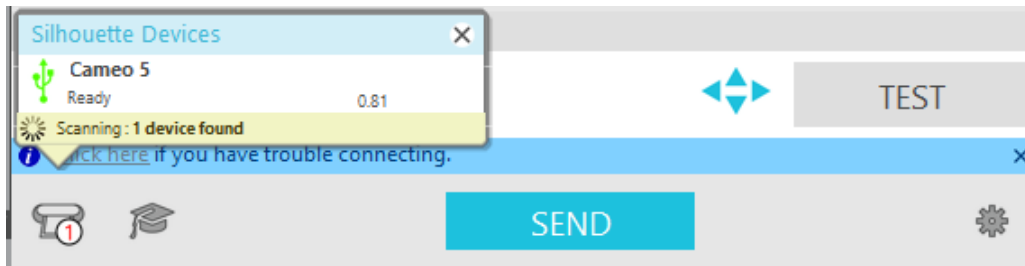 Silhouette Devices
Cameo 5
Ready 0.81
Scanning : 1 device found
TEST
here if you have trouble connecting.
SEND
1